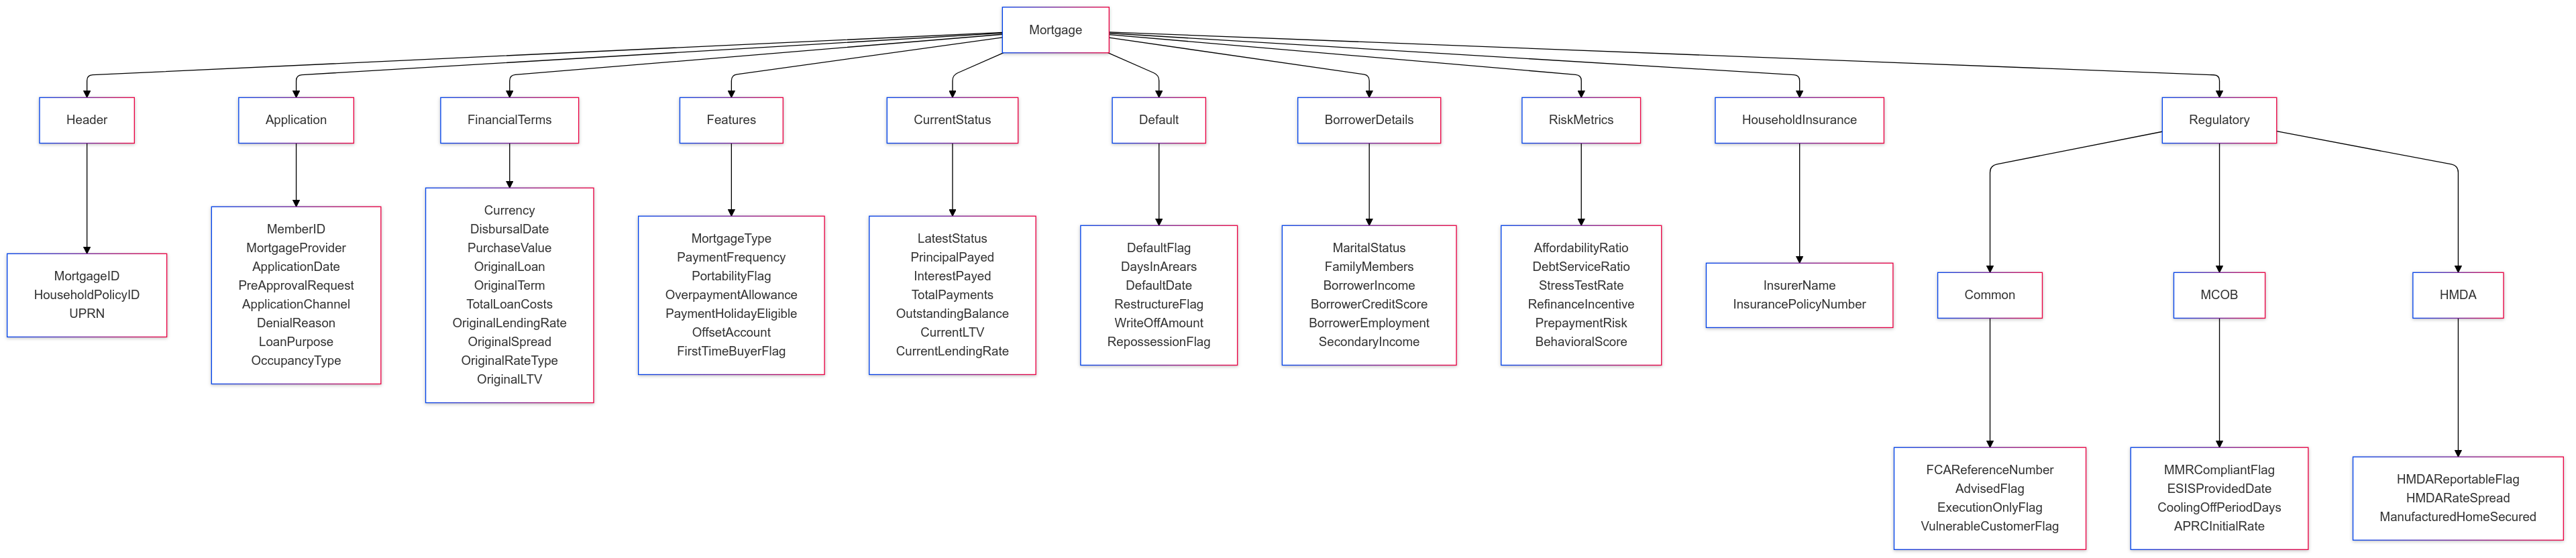 Mortgage
Header
Application
FinancialTerms
Features
CurrentStatus
Default
BorrowerDetails
RiskMetrics
HouseholdInsurance
Regulatory
MortgageID
HouseholdPolicyID
UPRN
MemberID
MortgageProvider
ApplicationDate
PreApprovalRequest
ApplicationChannel
DenialReason
LoanPurpose
OccupancyType
Currency
DisbursalDate
PurchaseValue
OriginalLoan
OriginalTerm
TotalLoanCosts
OriginalLendingRate
OriginalSpread
OriginalRateType
OriginalLTV
MortgageType
PaymentFrequency
PortabilityFlag
OverpaymentAllowance
PaymentHolidayEligible
OffsetAccount
FirstTimeBuyerFlag
LatestStatus
PrincipalPayed
InterestPayed
TotalPayments
OutstandingBalance
CurrentLTV
CurrentLendingRate
DefaultFlag
DaysInArears
DefaultDate
RestructureFlag
WriteOffAmount
RepossessionFlag
MaritalStatus
FamilyMembers
BorrowerIncome
BorrowerCreditScore
BorrowerEmployment
SecondaryIncome
AffordabilityRatio
DebtServiceRatio
StressTestRate
RefinanceIncentive
PrepaymentRisk
BehavioralScore
InsurerName
InsurancePolicyNumber
Common
MCOB
HMDA
FCAReferenceNumber
AdvisedFlag
ExecutionOnlyFlag
VulnerableCustomerFlag
MMRCompliantFlag
ESISProvidedDate
CoolingOffPeriodDays
APRCInitialRate
HMDAReportableFlag
HMDARateSpread
ManufacturedHomeSecured